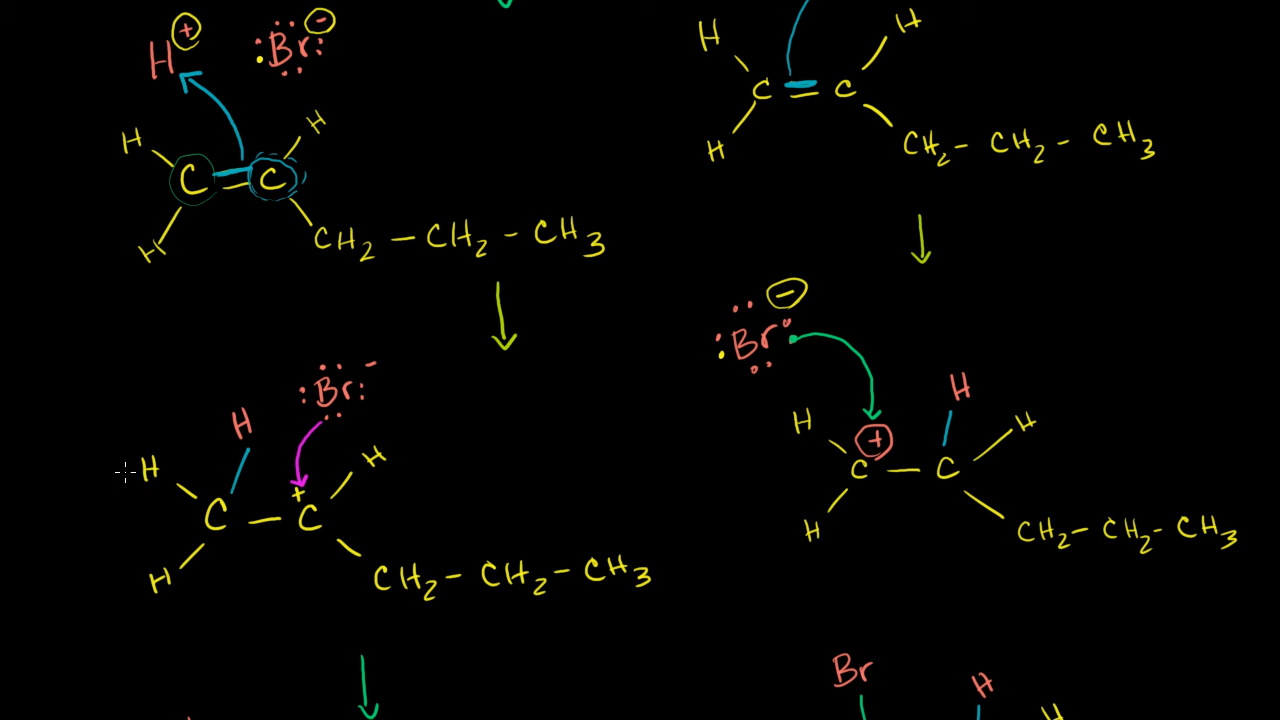 H + :Br: -
H H
C = C
H
CH2 - CH2 - CH3
:Br: -
H
H H
C - C +
H
CH2 - CH2 - CH3
H H
C = C
H
CH2 - CH2 - CH3
:Br: -
H
H + H
C - C
H
CH2 - CH2 - CH3
Br H H